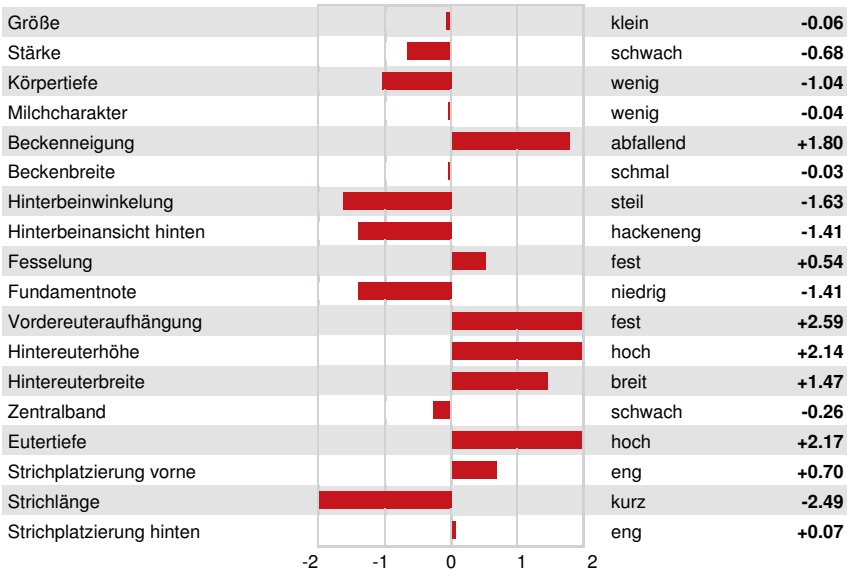 Größe klein -0.06
Stärke schwach -0.68
Körpertiefe wenig -1.04
Milchcharakter wenig -0.04
Beckenneigung abfallend +1.80
Beckenbreite schmal -0.03
Hinterbeinwinkelung steil -1.63
Hinterbeinansicht hinten hackeneng -1.41
Fesselung fest +0.54
Fundamentnote niedrig -1.41
Vordereuteraufhängung fest +2.59
Hintereuterhöhe hoch +2.14
Hintereuterbreite breit +1.47
Zentralband schwach -0.26
Eutertiefe hoch +2.17
Strichplatzierung vorne eng +0.70
Strichlänge kurz -2.49
Strichplatzierung hinten eng +0.07
-2 -1 0 1 2